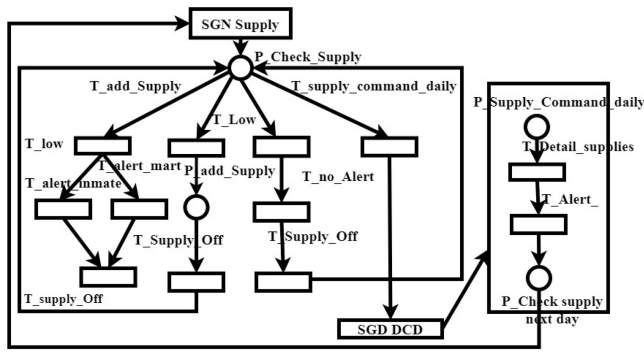 SGN Supply
P_Check_Supply
T_add_Supply
T_supply_command_daily
P_Supply_Command_daily
T_Low
T_low
T_Detail_supplies
T_alert_mart
P_add_Supply
T_no_Alert
T_alert_inmate
T_Alert_
T_Supply_Off
T_Supply_Off
T_supply_Off
P_Check supply
next day
SGD DCD